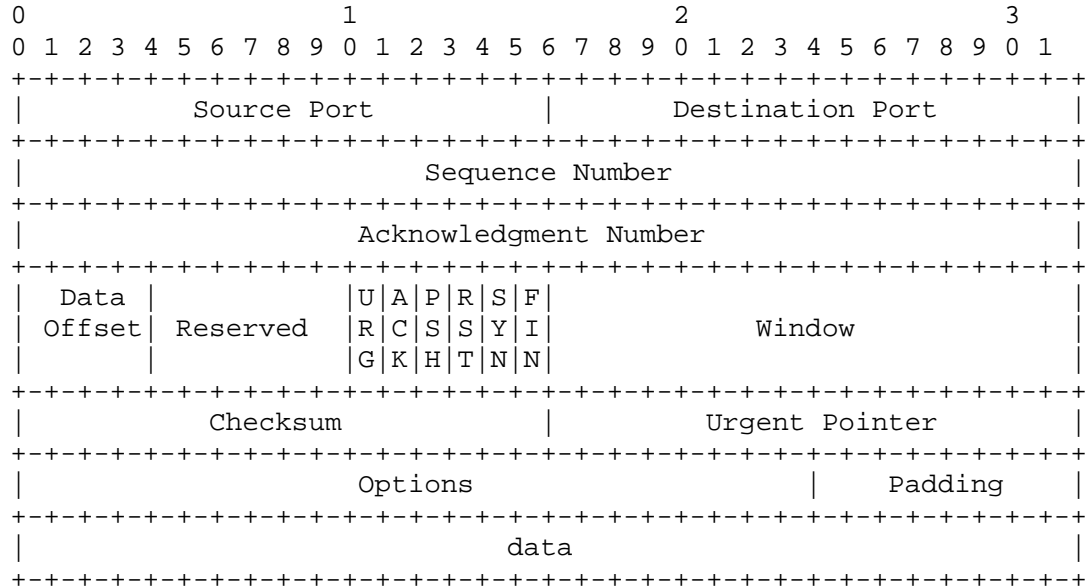 0                   1                   2                   3
0 1 2 3 4 5 6 7 8 9 0 1 2 3 4 5 6 7 8 9 0 1 2 3 4 5 6 7 8 9 0 1
+-+-+-+-+-+-+-+-+-+-+-+-+-+-+-+-+-+-+-+-+-+-+-+-+-+-+-+-+-+-+-+-+
|          Source Port          |       Destination Port        |
+-+-+-+-+-+-+-+-+-+-+-+-+-+-+-+-+-+-+-+-+-+-+-+-+-+-+-+-+-+-+-+-+
|                        Sequence Number                        |
+-+-+-+-+-+-+-+-+-+-+-+-+-+-+-+-+-+-+-+-+-+-+-+-+-+-+-+-+-+-+-+-+
|                    Acknowledgment Number                      |
+-+-+-+-+-+-+-+-+-+-+-+-+-+-+-+-+-+-+-+-+-+-+-+-+-+-+-+-+-+-+-+-+
|  Data |           |U|A|P|R|S|F|                               |
| Offset| Reserved  |R|C|S|S|Y|I|            Window             |
|       |           |G|K|H|T|N|N|                               |
+-+-+-+-+-+-+-+-+-+-+-+-+-+-+-+-+-+-+-+-+-+-+-+-+-+-+-+-+-+-+-+-+
|           Checksum            |         Urgent Pointer        |
+-+-+-+-+-+-+-+-+-+-+-+-+-+-+-+-+-+-+-+-+-+-+-+-+-+-+-+-+-+-+-+-+
|                    Options                    |    Padding    |
+-+-+-+-+-+-+-+-+-+-+-+-+-+-+-+-+-+-+-+-+-+-+-+-+-+-+-+-+-+-+-+-+
|                             data                              |
+-+-+-+-+-+-+-+-+-+-+-+-+-+-+-+-+-+-+-+-+-+-+-+-+-+-+-+-+-+-+-+-+